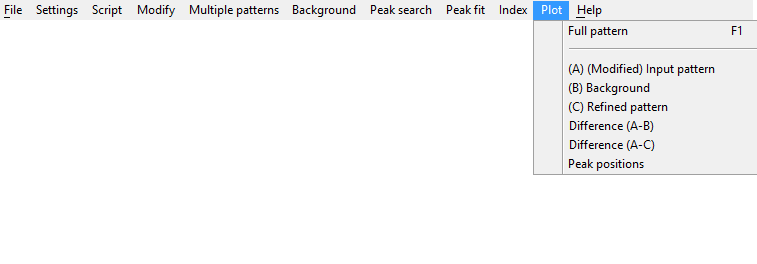 File Settings Script Modify Multiple patterns Background Peak search Peak fit Index Plot Help
Full pattern F1
(A) (Modified) Input pattern
(B) Background
(C) Refined pattern
Difference (A-B)
Difference (A-C)
Peak positions